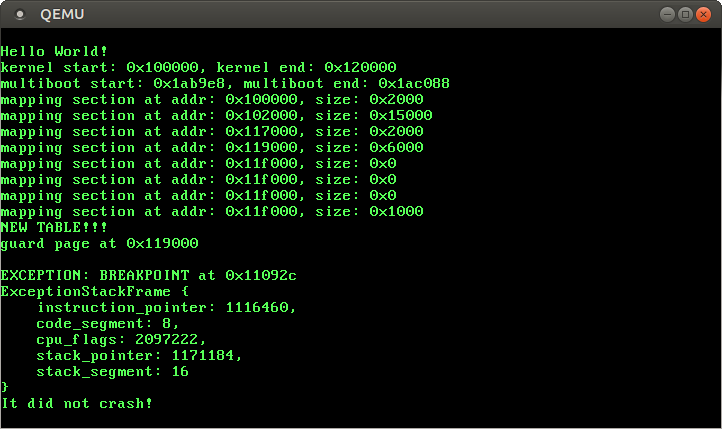 QEMU
Hello World!
kernel start: 0x100000, kernel end: 0x120000
multiboot start: 0x1ab9e8, multiboot end: 0x1ac088
mapping section at addr: 0x100000, size: 0x2000
mapping section at addr: 0x102000, size: 0x15000
mapping section at addr: 0x117000, size: 0x2000
mapping section at addr: 0x119000, size: 0x6000
mapping section at addr: 0x11f000, size: 0x0
mapping section at addr: 0x11f000, size: 0x0
mapping section at addr: 0x11f000, size: 0x0
mapping section at addr: 0x11f000, size: 0x1000
NEW TABLE!!!
guard page at 0x119000
EXCEPTION: BREAKPOINT at 0x11092c
ExceptionStackFrame {
    instruction_pointer: 1116460,
    code_segment: 8,
    cpu_flags: 2097222,
    stack_pointer: 1171184,
    stack_segment: 16
}
It did not crash!